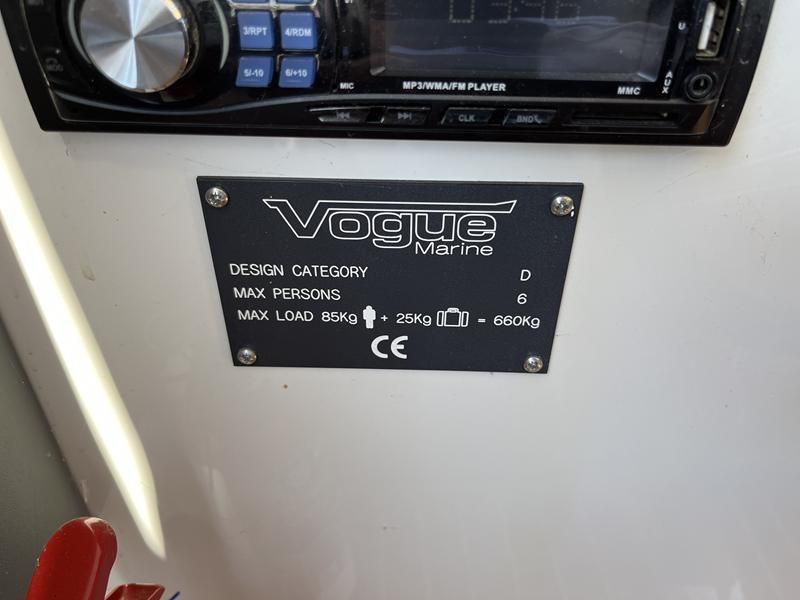 3/RPT 4/RDM
5/-10 6/+10
MIC MP3/WMA/FM PLAYER MMC AUX
CLK BND
Vogue
Marine
DESIGN CATEGORY D
MAX PERSONS 6
MAX LOAD 85Kg + 25Kg = 660Kg
CE